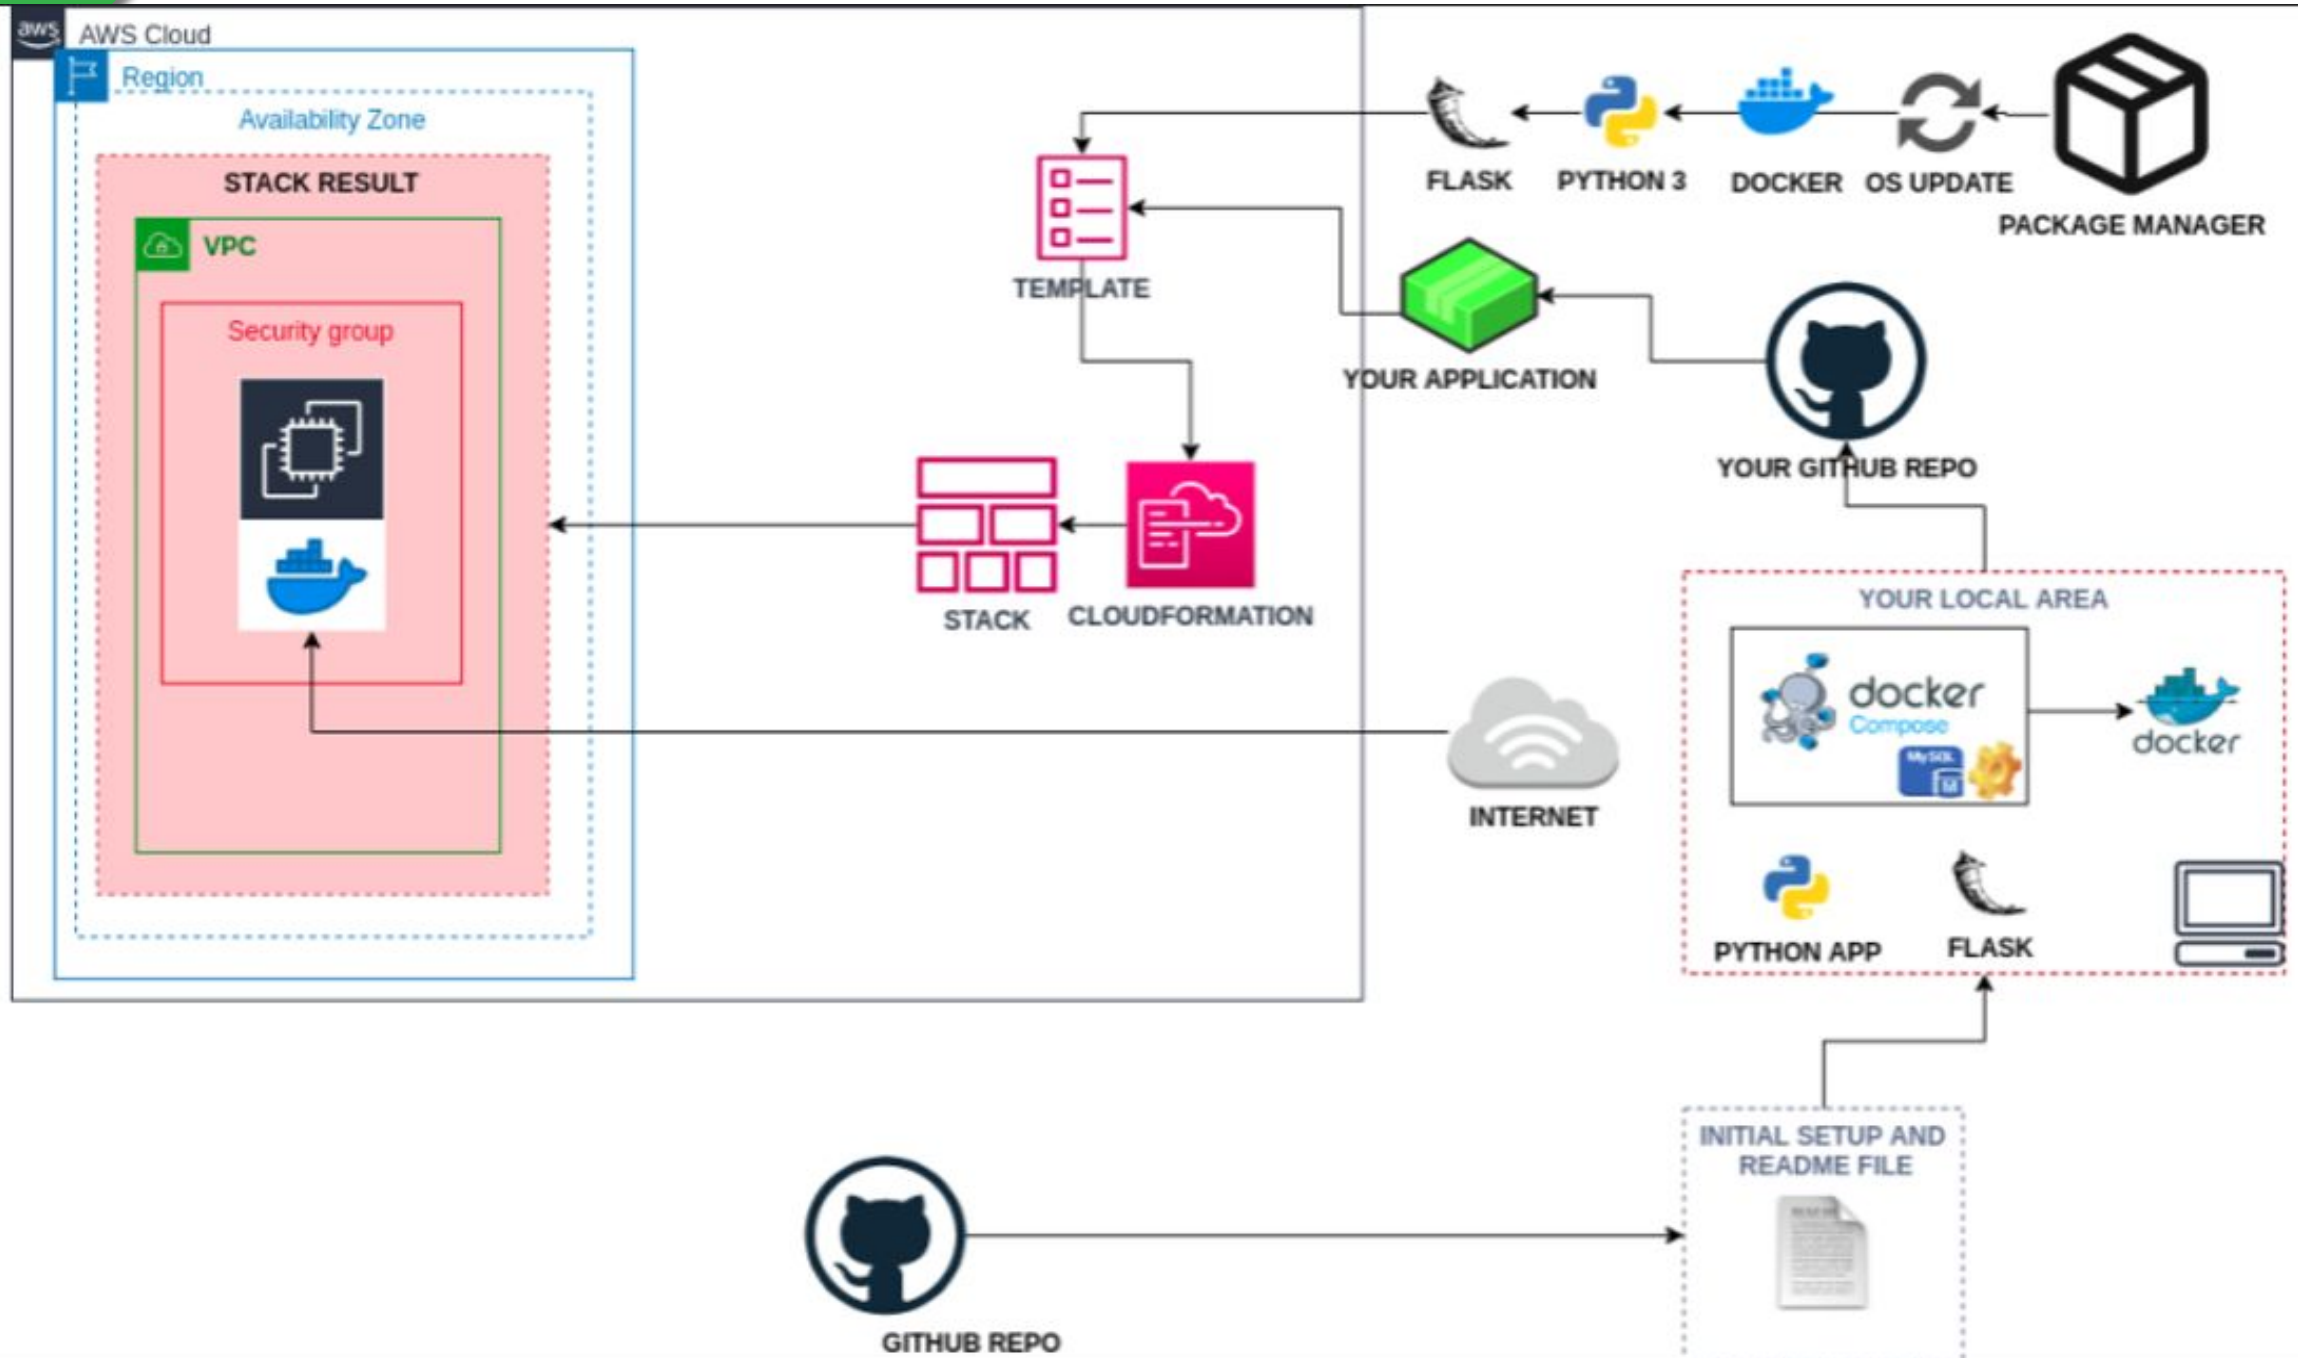 aws
AWS Cloud
Region
Availability Zone
STACK RESULT
VPC
Security group
TEMPLATE
STACK
CLOUDFORMATION
FLASK
PYTHON 3
DOCKER
OS UPDATE
PACKAGE MANAGER
YOUR APPLICATION
YOUR GITHUB REPO
INTERNET
YOUR LOCAL AREA
docker
Compose
MySQL
M
docker
PYTHON APP
FLASK
INITIAL SETUP AND
README FILE
GITHUB REPO